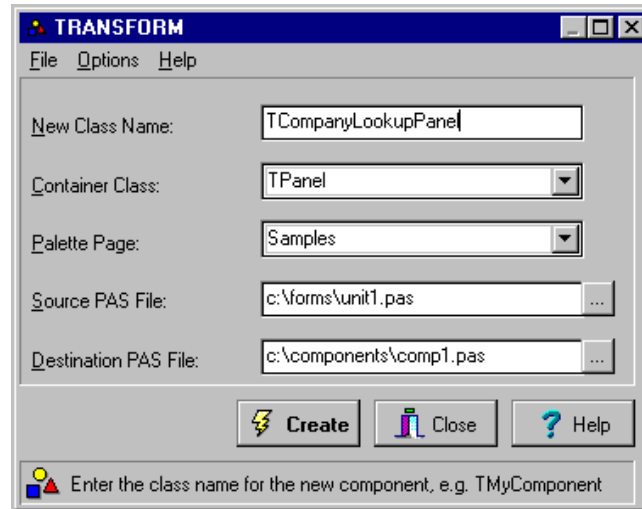 TRANSFORM
File Options Help
New Class Name: TCompanyLookupPanel
Container Class: TPanel
Palette Page: Samples
Source PAS File: c:\forms\unit1.pas ...
Destination PAS File: c:\components\comp1.pas ...
Create Close ? Help
Enter the class name for the new component, e.g. TMyComponent